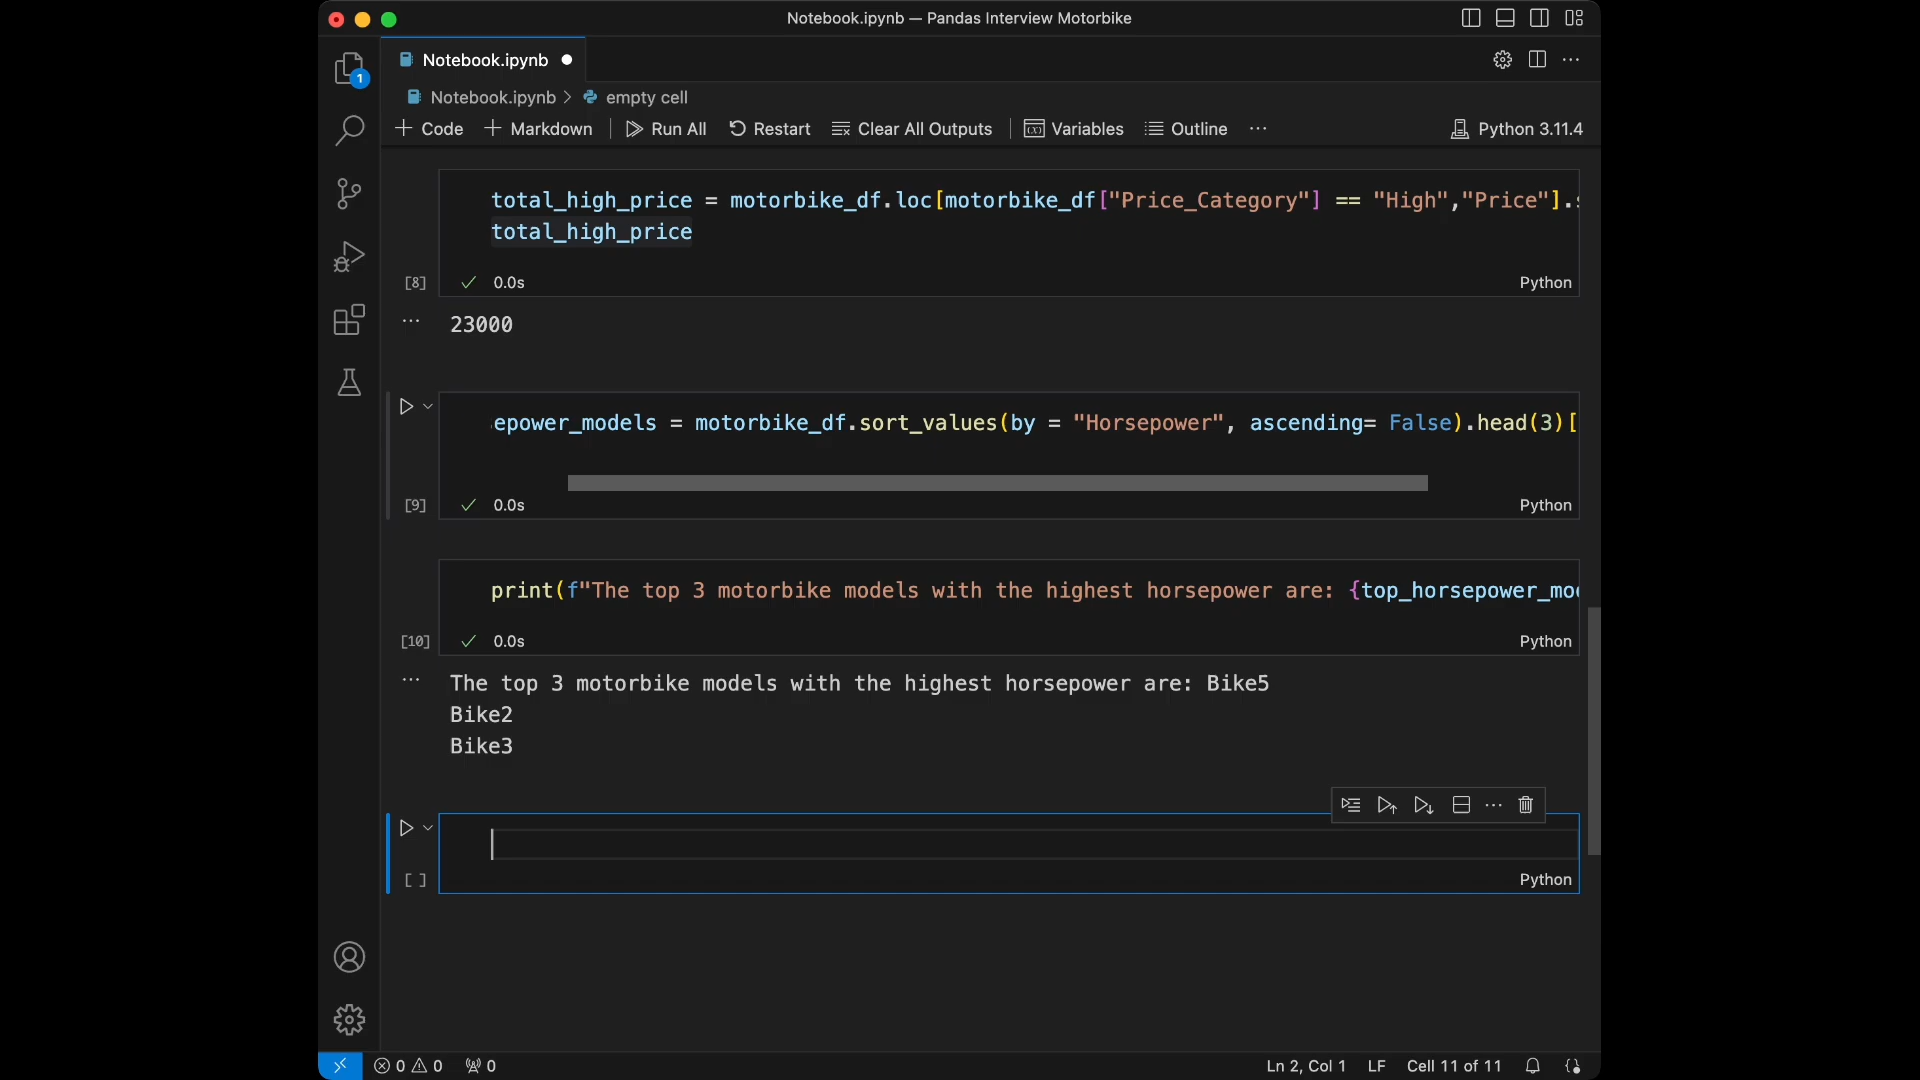 Notebook.ipynb — Pandas Interview Motorbike
1
Notebook.ipynb
Notebook.ipynb > empty cell
+ Code + Markdown Run All Restart Clear All Outputs Variables Outline ··· Python 3.11.4
total_high_price = motorbike_df.loc[motorbike_df["Price_Category"] == "High","Price"].
total_high_price
[8] ✓ 0.0s Python
23000
epower_models = motorbike_df.sort_values(by = "Horsepower", ascending= False).head(3)[
[9] ✓ 0.0s Python
print(f"The top 3 motorbike models with the highest horsepower are: {top_horsepower_mo
[10] ✓ 0.0s Python
The top 3 motorbike models with the highest horsepower are: Bike5
Bike2
Bike3
[ ] Python
0 0 0 Ln 2, Col 1 LF Cell 11 of 11